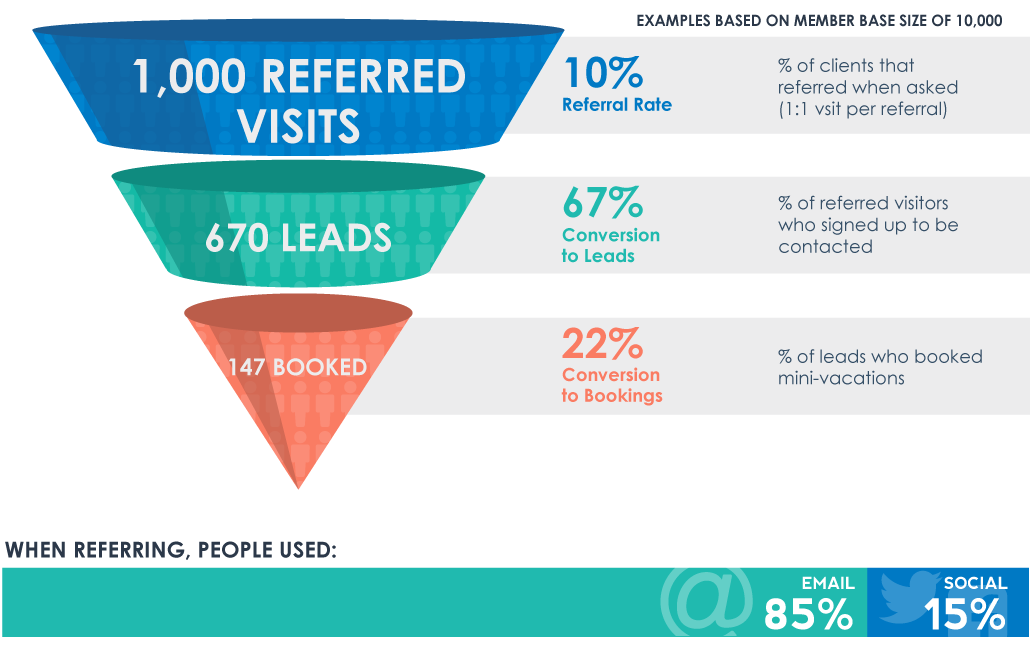 EXAMPLES BASED ON MEMBER BASE SIZE OF 10,000
1,000 REFERRED
VISITS
10%
Referral Rate
% of clients that
referred when asked
(1:1 vsit per referral)
670 LEADS
67%
Conversion
to Leads
% of referred visitors
who signed up to be
contacted
147 BOOKED
22%
Conversion
to Bookings
% of leads who booked
mini-vacations
WHEN REFERRING, PEOPLE USED:
@
EMAIL
85%
SOCIAL
15%